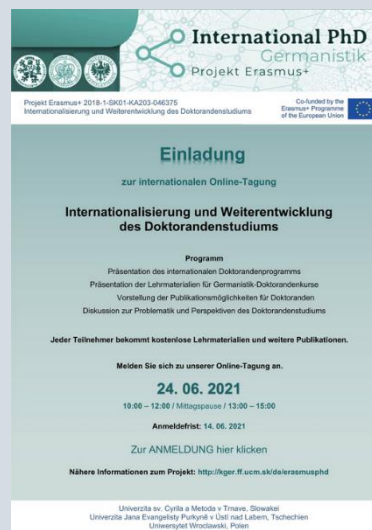 International PhD
Germanistik
Projekt Erasmus+
Projekt Erasmus+ 2018-1-SK01-KA203-046375
Internationalisierung und Weiterentwicklung des Doktorandenstudiums
Co-funded by the
Erasmus+ Programme
of the European Union
Einladung
zur internationalen Online-Tagung
Internationalisierung und Weiterentwicklung
des Doktorandenstudiums
Programm
Präsentation des internationalen Doktorandenprogramms
Präsentation der Lehrmaterialien für Germanistik-Doktorandenkurse
Vorstellung der Publikationsmöglichkeiten für Doktoranden
Diskussion zur Problematik und Perspektiven des Doktorandenstudiums
Jeder Teilnehmer bekommt kostenlose Lehrmaterialien und weitere Publikationen.
Melden Sie sich zu unserer Online-Tagung an.
24. 06. 2021
10:00 – 12:00 / Mittagspause / 13:00 – 15:00
Anmeldefrist: 14. 06. 2021
Zur ANMELDUNG hier klicken
Nähere Informationen zum Projekt: http://kger.ff.ucm.sk/de/erasmusphd
Univerzita sv. Cyrila a Metoda v Trnave, Slowakei
Univerzita Jana Evangelisty Purkyně v Ústí nad Labem, Tschechien
Uniwersytet Wrocławski, Polen